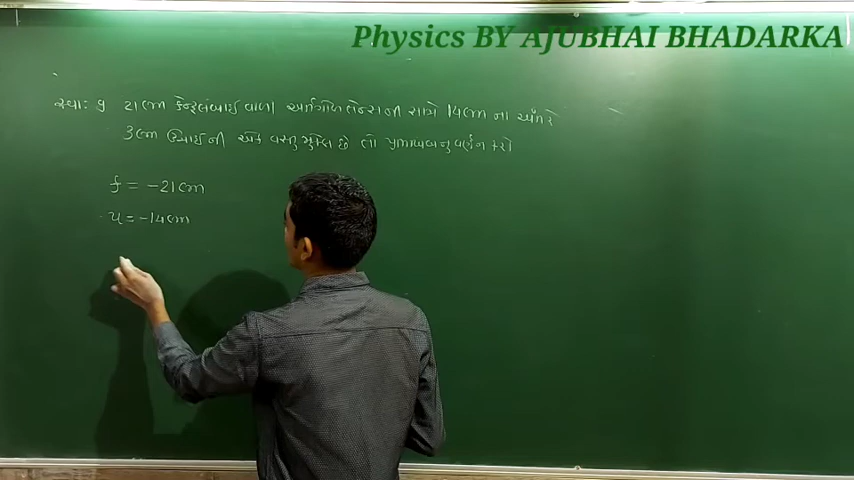 Physics BY AJUBHAI BHADARKA
સ્વા: 9 21cm કેન્દ્રલંબાઈ વાળા અંતર્ગોળ લેન્સની સામે 14cm ના અંતરે
3cm ઊંચાઈની એક વસ્તુ મુકેલ છે તો પ્રતિબિંબનુ વર્ણન કરો
f = -21cm
u = -14cm